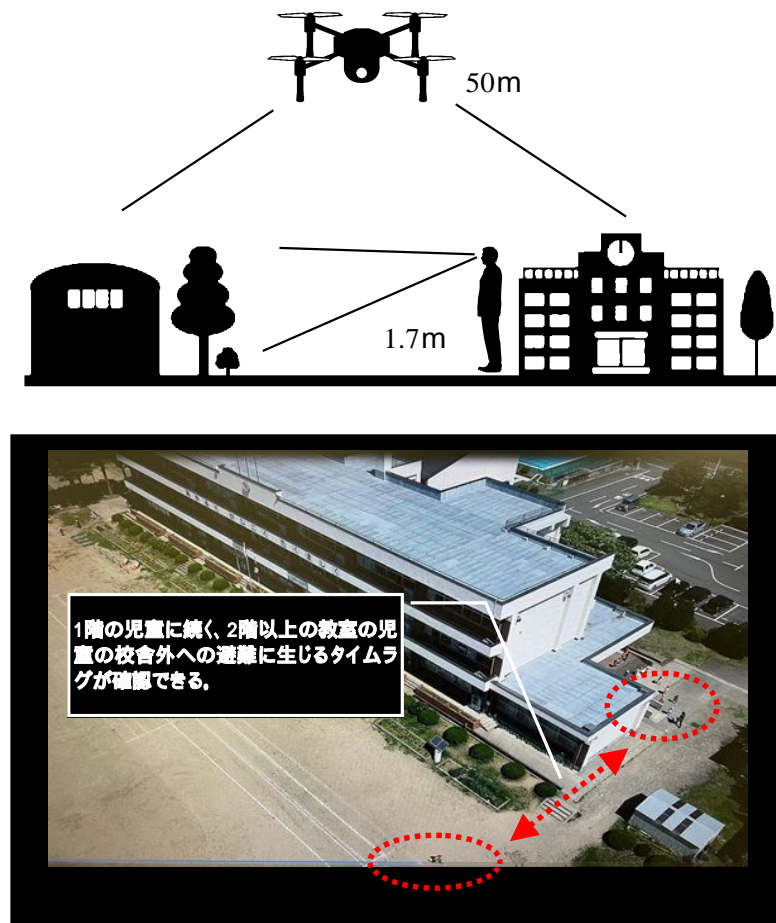 50m
1.7m
1階の児童に続く、2階以上の教室の児
童の校舎外への避難に生じるタイムラ
グが確認できる。